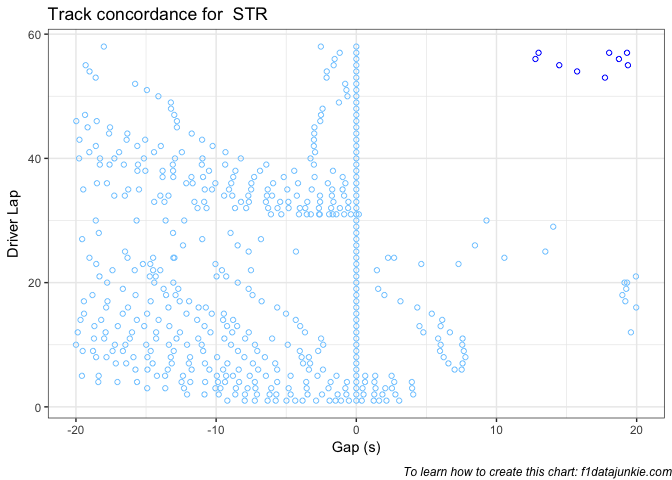 Track concordance for  STR
60
40
20
0
Driver Lap
-20
-10
0
10
20
Gap (s)
To learn how to create this chart: f1datajunkie.com